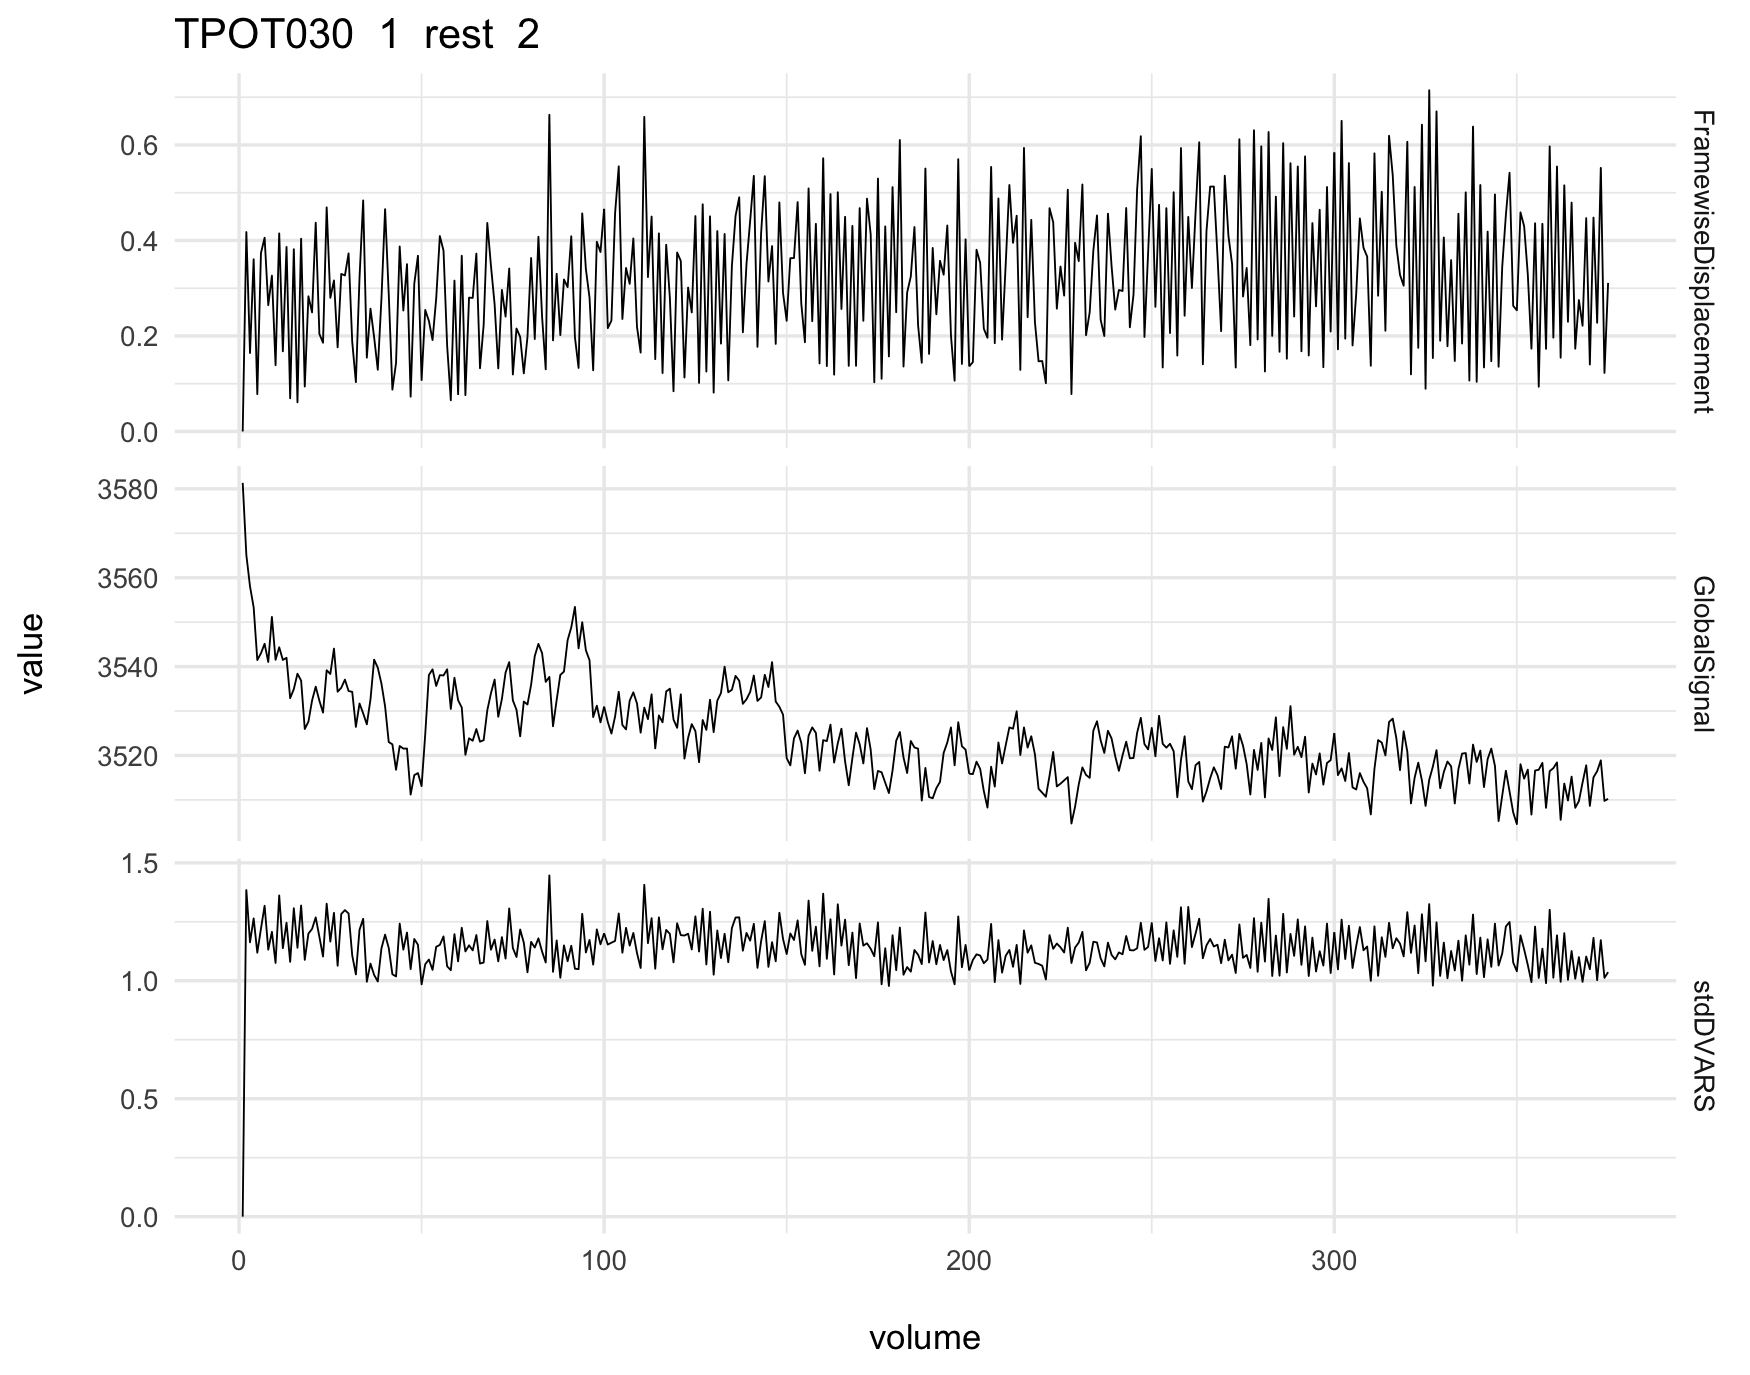 TPOT030 1 rest 2
0.6
0.4
0.2
0.0
FramewiseDisplacement
3580
3560
3540
3520
GlobalSignal
1.5
1.0
0.5
0.0
stdDVARS
value
0 100 200 300
volume